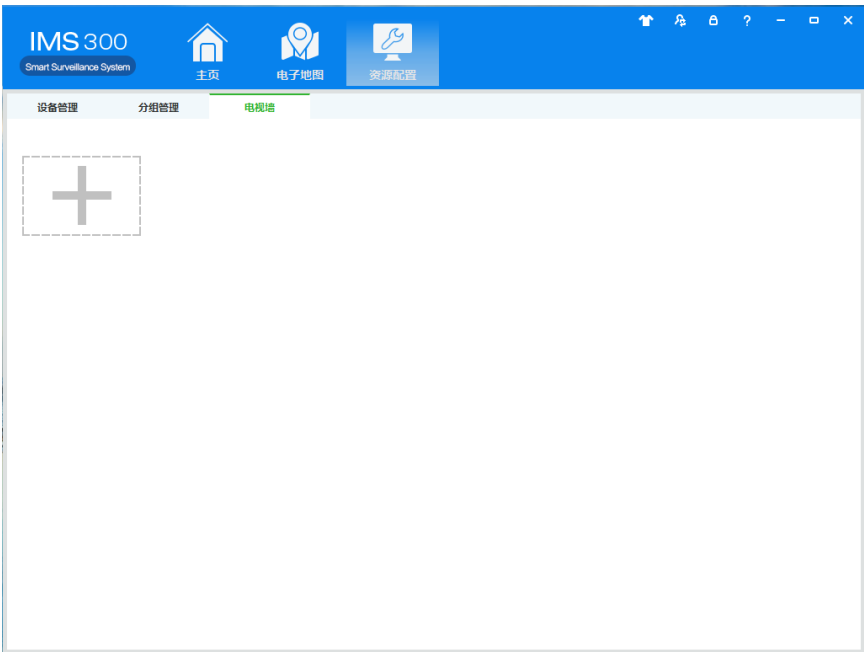 IMS 300
Smart Surveillance System
主页
电子地图
资源配置
?
设备管理
分组管理
电视墙